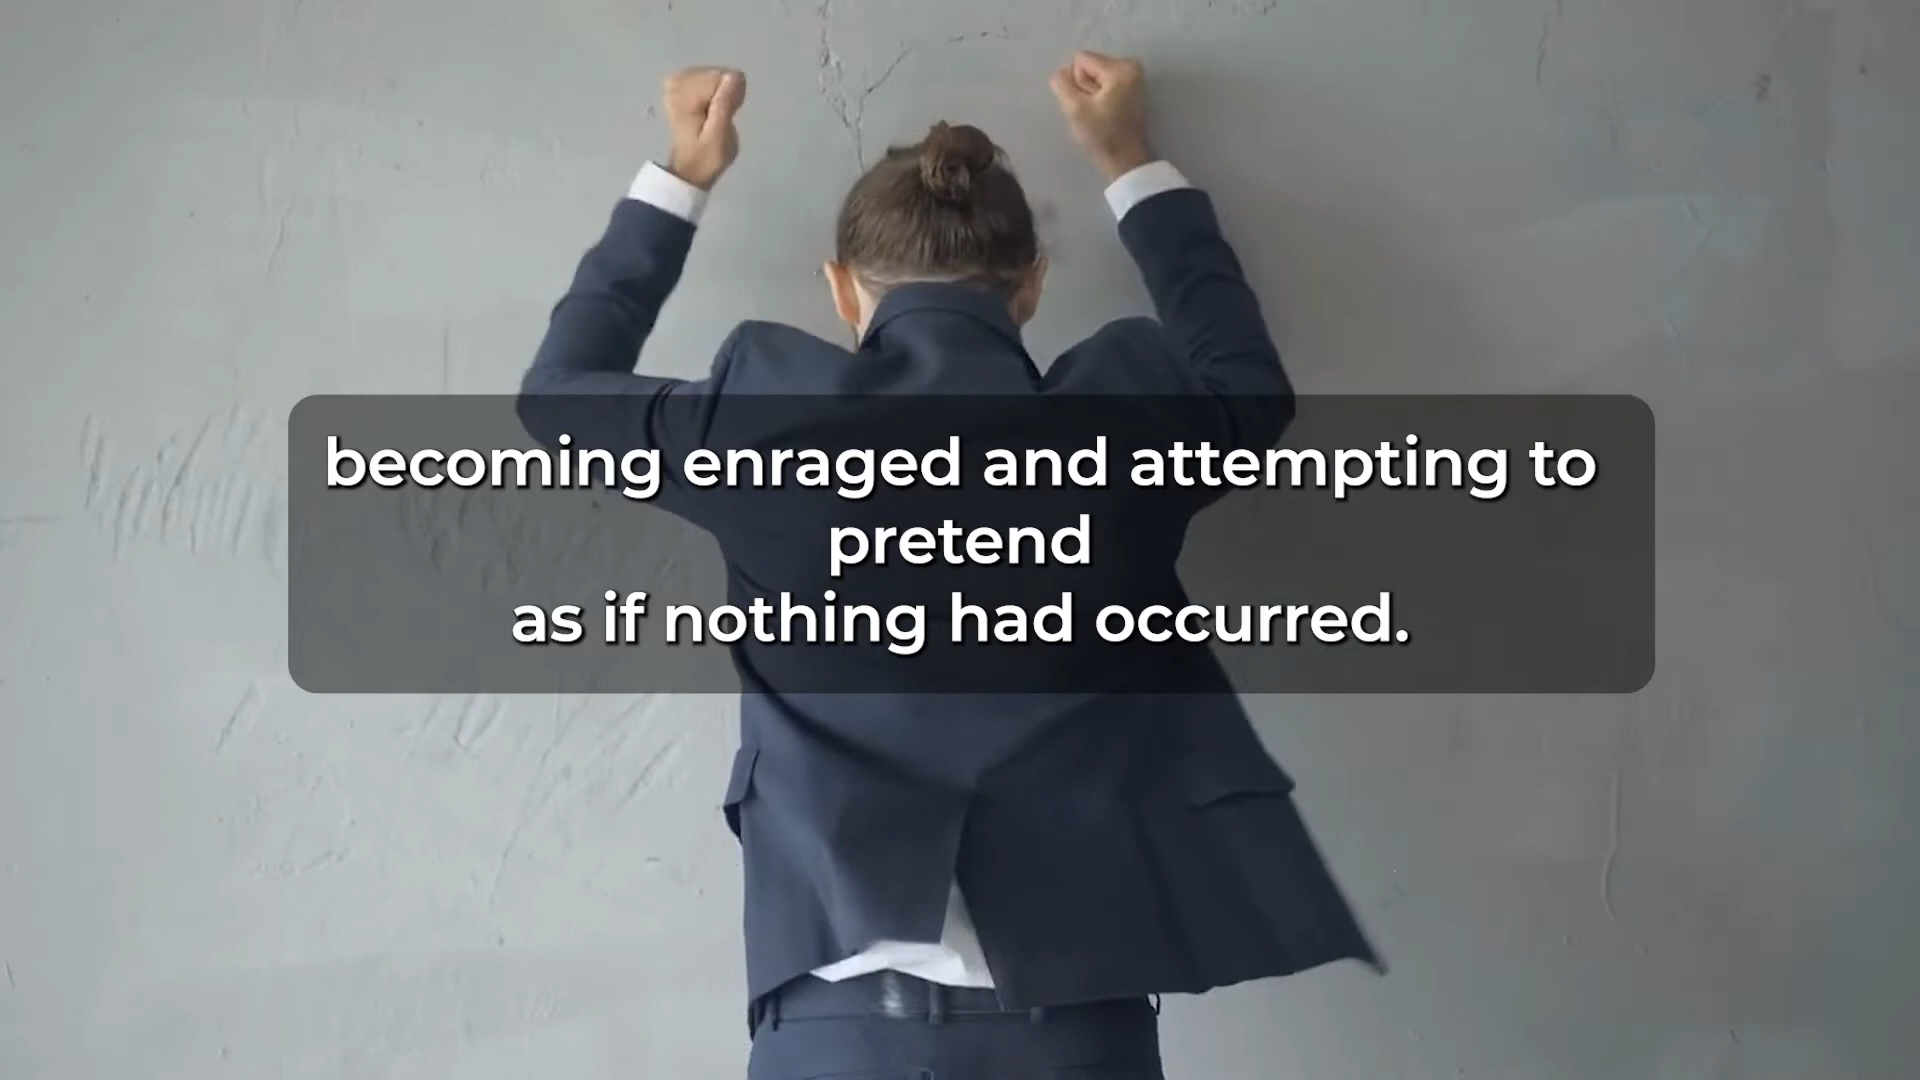 becoming enraged and attempting to
pretend
as if nothing had occurred.